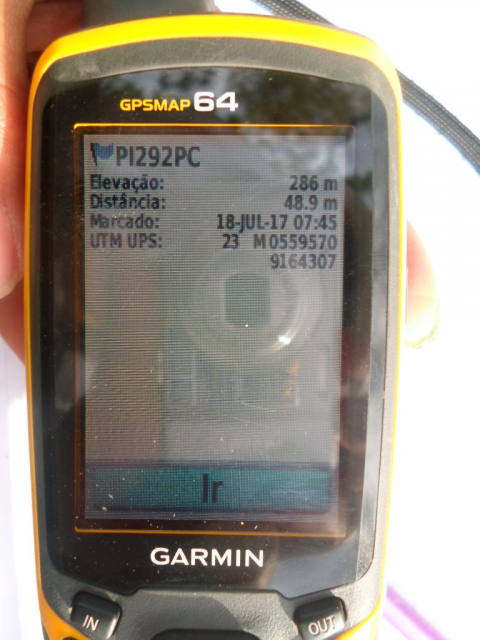 GPSMAP 64
PI292PC
Elevação: 286 m
Distância: 48.9 m
Marcado: 18-JUL-17 07:45
UTM UPS: 23 M 0559570
9164307
Ir
GARMIN
IN
OUT